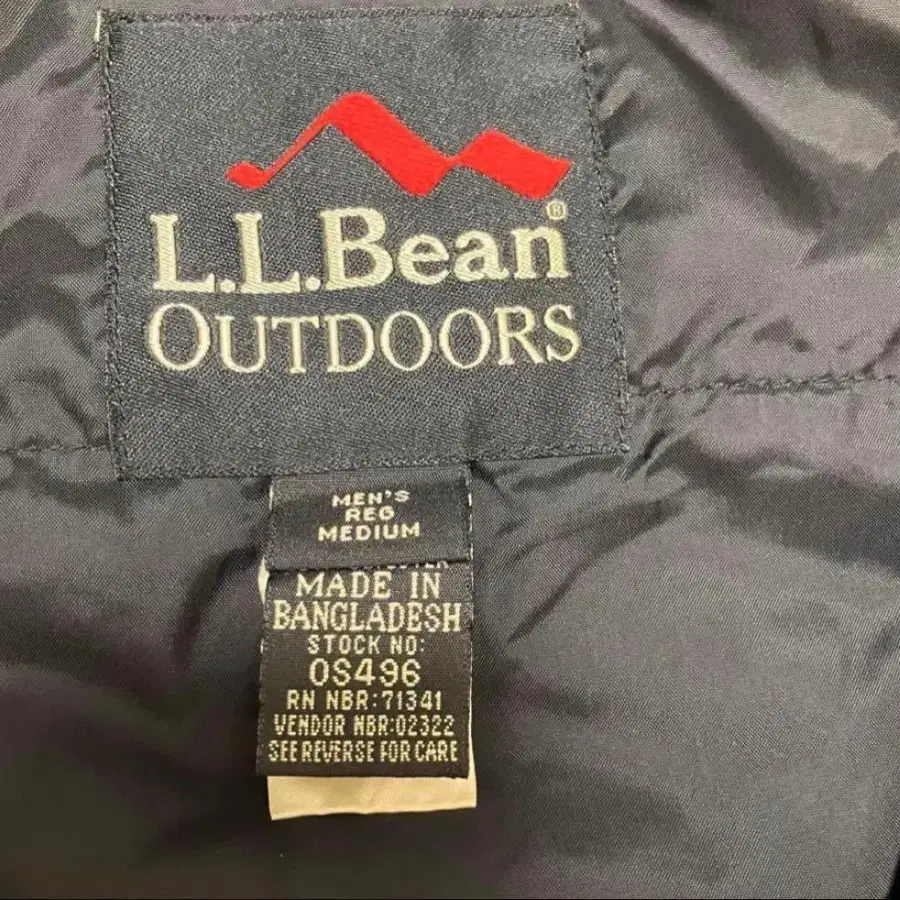 L.L.Bean®
OUTDOORS
MEN'S
REG
MEDIUM
MADE IN
BANGLADESH
STOCK NO:
0S496
RN NBR:71341
VENDOR NBR:02322
SEE REVERSE FOR CARE